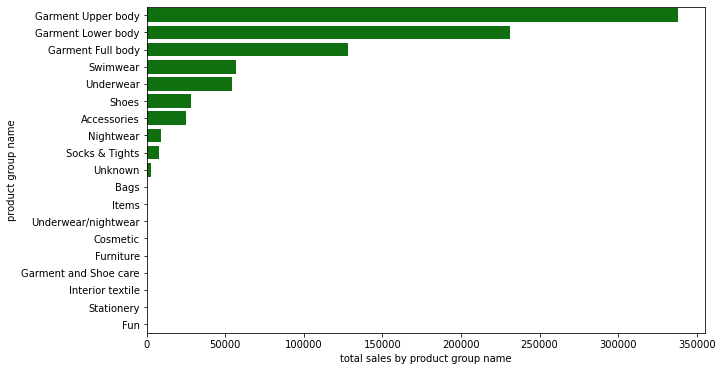 Garment Upper body
Garment Lower body
Garment Full body
Swimwear
Underwear
Shoes
Accessories
Nightwear
Socks & Tights
Unknown
Bags
Items
Underwear/nightwear
Cosmetic
Furniture
Garment and Shoe care
Interior textile
Stationery
Fun
product group name
0 50000 100000 150000 200000 250000 300000 350000
total sales by product group name